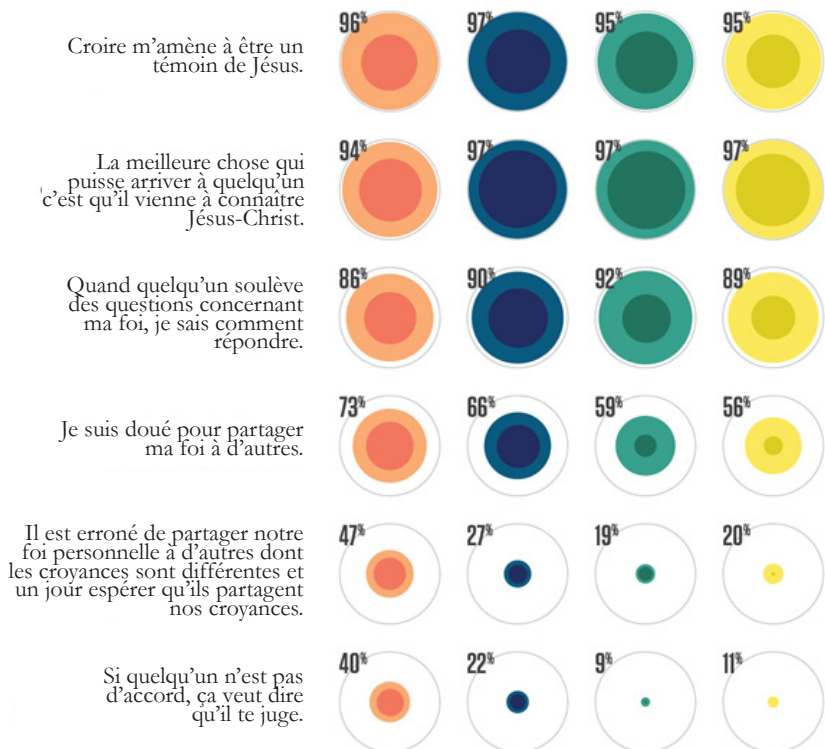 96% 97% 95% 95%
Croire m’amène à être un
témoin de Jésus.
94% 97% 97% 97%
La meilleure chose qui
puisse arriver à quelqu’un
c’est qu’il vienne à connaître
Jésus-Christ.
86% 90% 92% 89%
Quand quelqu’un soulève
des questions concernant
ma foi, je sais comment
répondre.
73% 66% 59% 56%
Je suis doué pour partager
ma foi à d’autres.
47% 27% 19% 20%
Il est erroné de partager notre
foi personnelle à d’autres dont
les croyances sont différentes et
un jour espérer qu’ils partagent
nos croyances.
40% 22% 9% 11%
Si quelqu’un n’est pas
d’accord, ça veut dire
qu’il te juge.